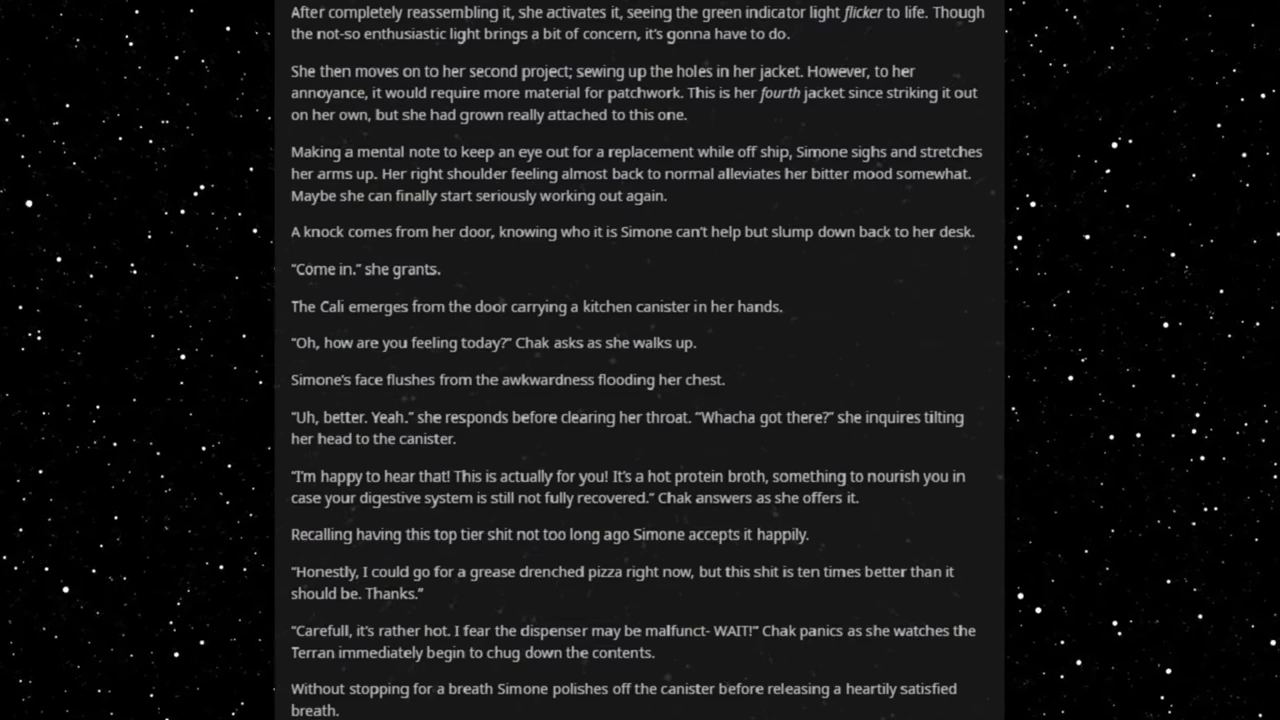 After completely reassembling it, she activates it, seeing the green indicator light flicker to life. Though
the not-so enthusiastic light brings a bit of concern, it's gonna have to do.
She then moves on to her second project; sewing up the holes in her jacket. However, to her
annoyance, it would require more material for patchwork. This is her fourth jacket since striking it out
on her own, but she had grown really attached to this one.
Making a mental note to keep an eye out for a replacement while off ship, Simone sighs and stretches
her arms up. Her right shoulder feeling almost back to normal alleviates her bitter mood somewhat.
Maybe she can finally start seriously working out again.
A knock comes from her door, knowing who it is Simone can't help but slump down back to her desk.
"Come in." she grants.
The Cali emerges from the door carrying a kitchen canister in her hands.
"Oh, how are you feeling today?" Chak asks as she walks up.
Simone's face flushes from the awkwardness flooding her chest.
"Uh, better. Yeah." she responds before clearing her throat. "Whacha got there?" she inquires tilting
her head to the canister.
"I'm happy to hear that! This is actually for you! It's a hot protein broth, something to nourish you in
case your digestive system is still not fully recovered." Chak answers as she offers it.
Recalling having this top tier shit not too long ago Simone accepts it happily.
"Honestly, I could go for a grease drenched pizza right now, but this shit is ten times better than it
should be. Thanks."
"Carefull, it's rather hot. I fear the dispenser may be malfunct- WAIT!" Chak panics as she watches the
Terran immediately begin to chug down the contents.
Without stopping for a breath Simone polishes off the canister before releasing a heartily satisfied
breath.